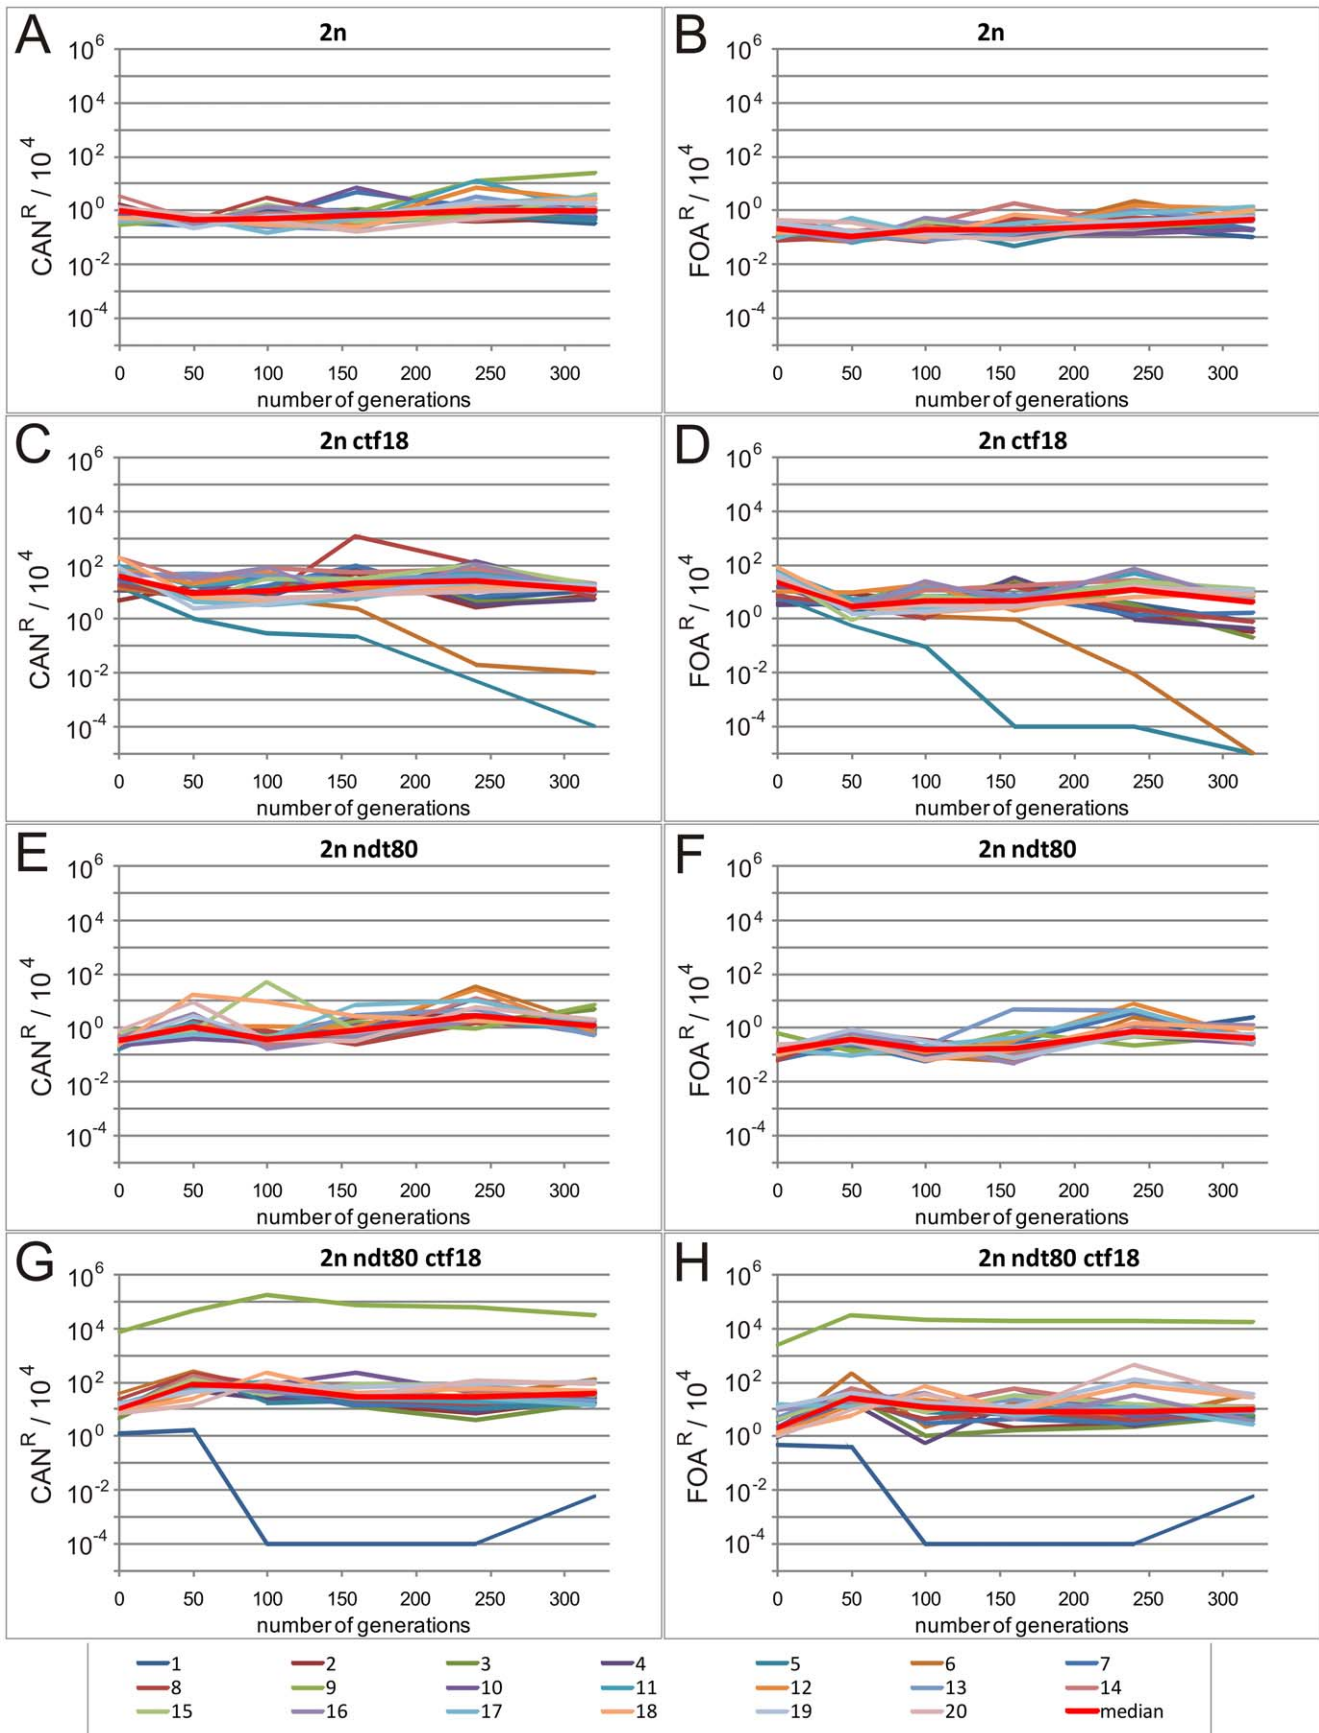 A 2n
10^6
10^4
10^2
10^0
10^-2
10^-4
CAN^R / 10^4
0 50 100 150 200 250 300
number of generations
B 2n
10^6
10^4
10^2
10^0
10^-2
10^-4
FOA^R / 10^4
0 50 100 150 200 250 300
number of generations
C 2n ctf18
10^6
10^4
10^2
10^0
10^-2
10^-4
CAN^R / 10^4
0 50 100 150 200 250 300
number of generations
D 2n ctf18
10^6
10^4
10^2
10^0
10^-2
10^-4
FOA^R / 10^4
0 50 100 150 200 250 300
number of generations
E 2n ndt80
10^6
10^4
10^2
10^0
10^-2
10^-4
CAN^R / 10^4
0 50 100 150 200 250 300
number of generations
F 2n ndt80
10^6
10^4
10^2
10^0
10^-2
10^-4
FOA^R / 10^4
0 50 100 150 200 250 300
number of generations
G 2n ndt80 ctf18
10^6
10^4
10^2
10^0
10^-2
10^-4
CAN^R / 10^4
0 50 100 150 200 250 300
number of generations
H 2n ndt80 ctf18
10^6
10^4
10^2
10^0
10^-2
10^-4
FOA^R / 10^4
0 50 100 150 200 250 300
number of generations
1 2 3 4 5 6 7
8 9 10 11 12 13 14
15 16 17 18 19 20 median